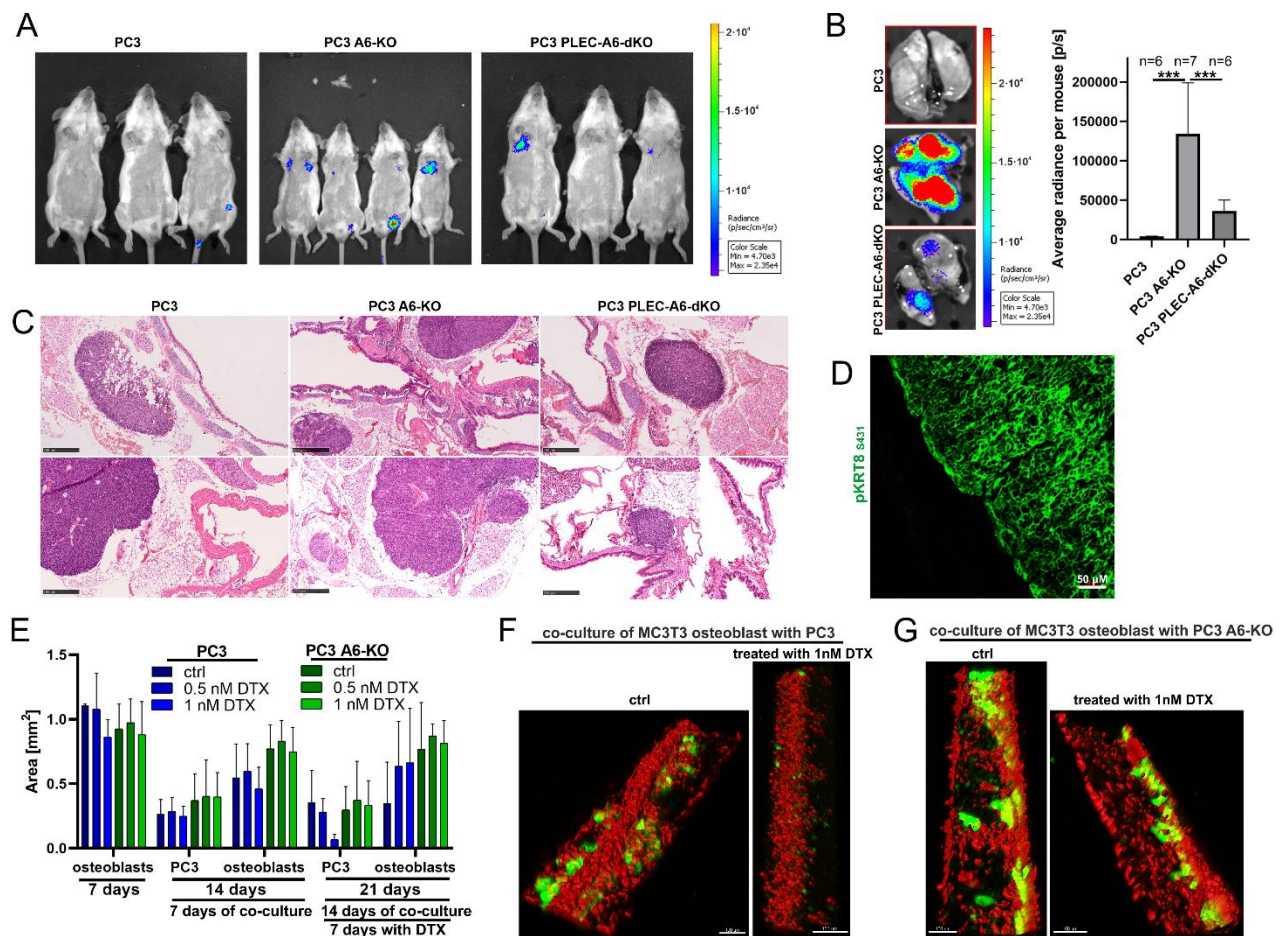 A
PC3
PC3 A6-KO
PC3 PLEC-A6-dKO
2·10⁴
1.5·10⁴
1·10⁴
Radiance
(p/sec/cm²/sr)
Color Scale
Min = 4.70e3
Max = 2.35e4
B
PC3
PC3 A6-KO
PC3 PLEC-A6-dKO
2·10⁴
1.5·10⁴
1·10⁴
Radiance
(p/sec/cm²/sr)
Color Scale
Min = 4.70e3
Max = 2.35e4
Average radiance per mouse [p/s]
n=6 n=7 n=6
*** ***
200000
150000
100000
50000
0
PC3
PC3 A6-KO
PC3 PLEC-A6-dKO
C
PC3
PC3 A6-KO
PC3 PLEC-A6-dKO
D
pKRT8 S431
50 µM
E
PC3
PC3 A6-KO
ctrl
0.5 nM DTX
1 nM DTX
ctrl
0.5 nM DTX
1 nM DTX
Area [mm²]
1.5
1.0
0.5
0.0
osteoblasts PC3 osteoblasts PC3 osteoblasts
7 days 14 days 21 days
7 days of co-culture 14 days of co-culture
7 days with DTX
F
co-culture of MC3T3 osteoblast with PC3
ctrl
treated with 1nM DTX
G
co-culture of MC3T3 osteoblast with PC3 A6-KO
ctrl
treated with 1nM DTX